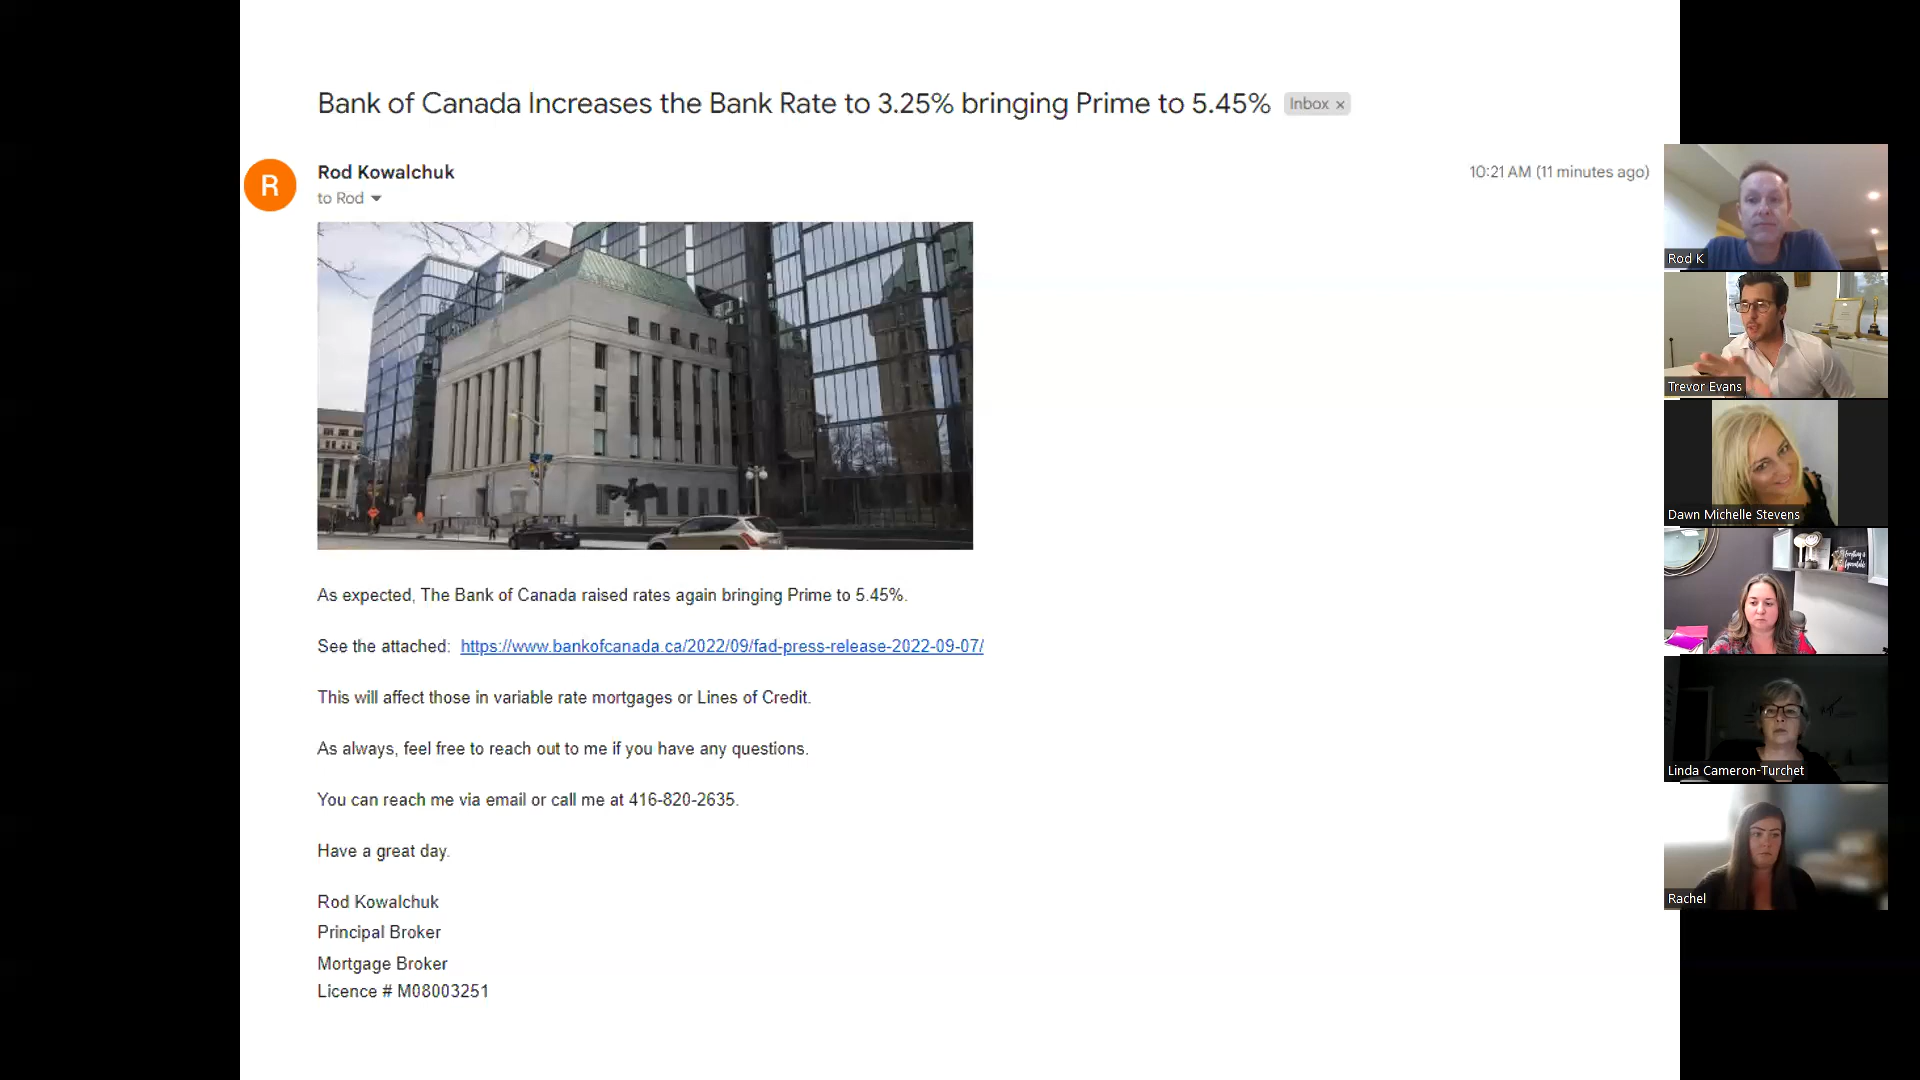 Bank of Canada Increases the Bank Rate to 3.25% bringing Prime to 5.45% Inbox ×
R
Rod Kowalchuk
10:21 AM (11 minutes ago)
to Rod
As expected, The Bank of Canada raised rates again bringing Prime to 5.45%.
See the attached: https://www.bankofcanada.ca/2022/09/fad-press-release-2022-09-07/
This will affect those in variable rate mortgages or Lines of Credit.
As always, feel free to reach out to me if you have any questions.
You can reach me via email or call me at 416-820-2635.
Have a great day.
Rod Kowalchuk
Principal Broker
Mortgage Broker
Licence # M08003251
Rod K
Trevor Evans
Dawn Michelle Stevens
Linda Cameron-Turchet
Rachel